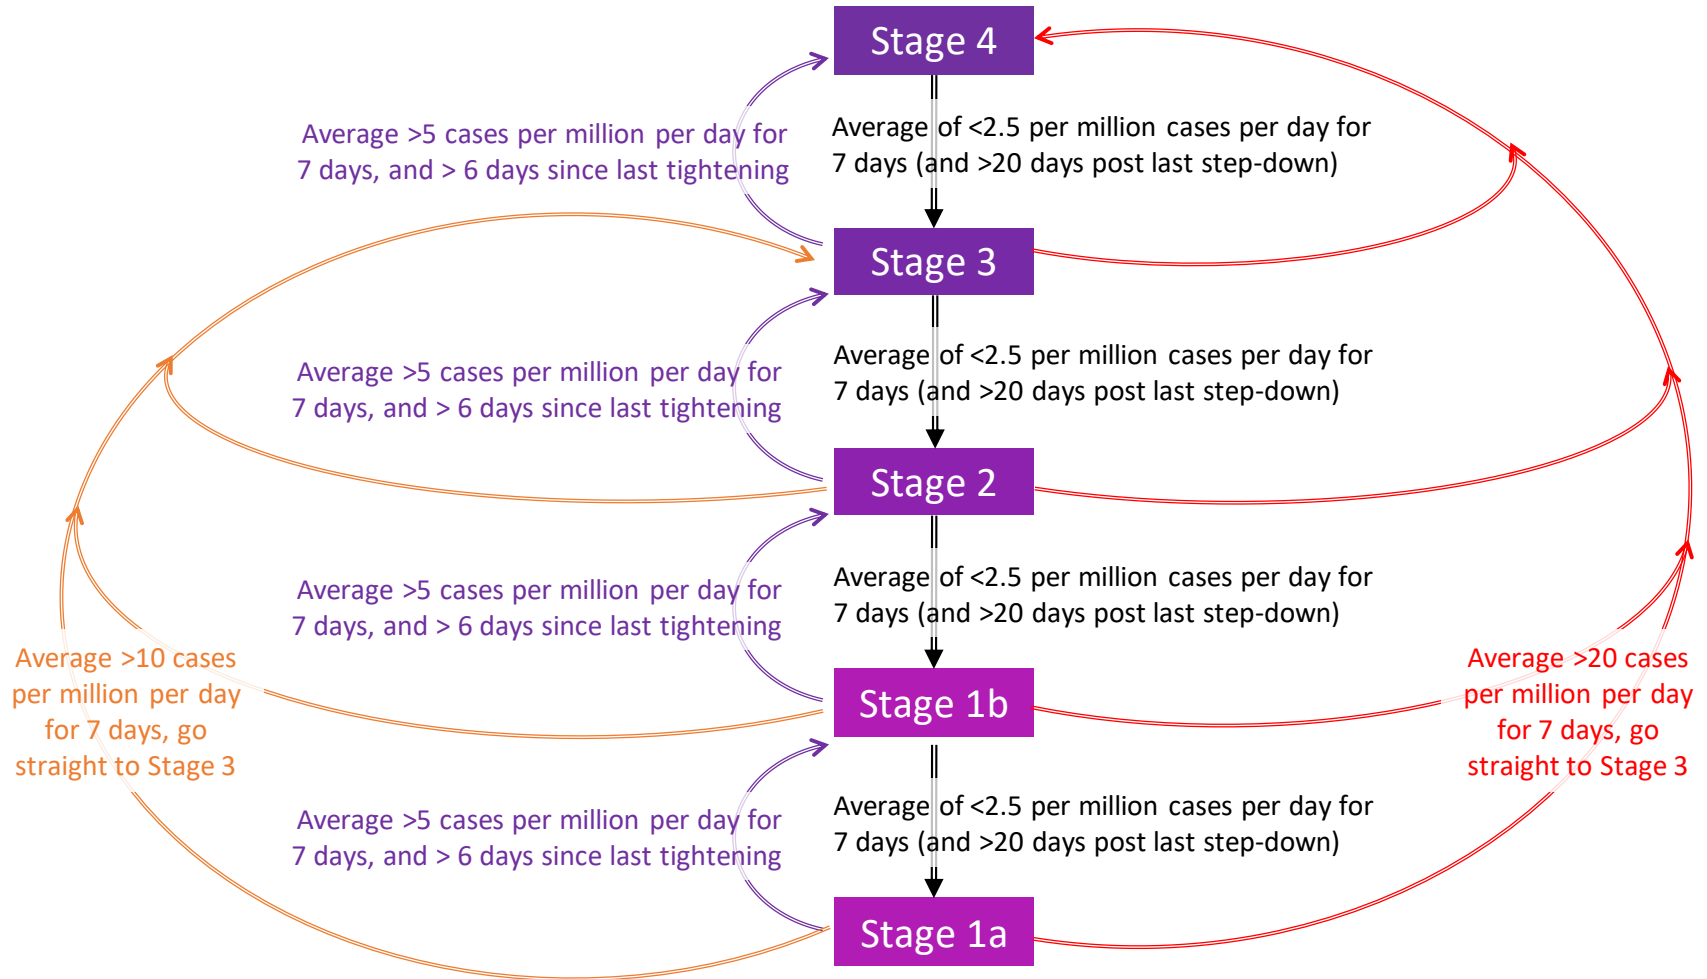 Stage 4
Average >5 cases per million per day for
7 days, and > 6 days since last tightening
Average of <2.5 per million cases per day for
7 days (and >20 days post last step-down)
Stage 3
Average >5 cases per million per day for
7 days, and > 6 days since last tightening
Average of <2.5 per million cases per day for
7 days (and >20 days post last step-down)
Stage 2
Average >5 cases per million per day for
7 days, and > 6 days since last tightening
Average of <2.5 per million cases per day for
7 days (and >20 days post last step-down)
Average >10 cases
per million per day
for 7 days, go
straight to Stage 3
Stage 1b
Average >20 cases
per million per day
for 7 days, go
straight to Stage 3
Average >5 cases per million per day for
7 days, and > 6 days since last tightening
Average of <2.5 per million cases per day for
7 days (and >20 days post last step-down)
Stage 1a